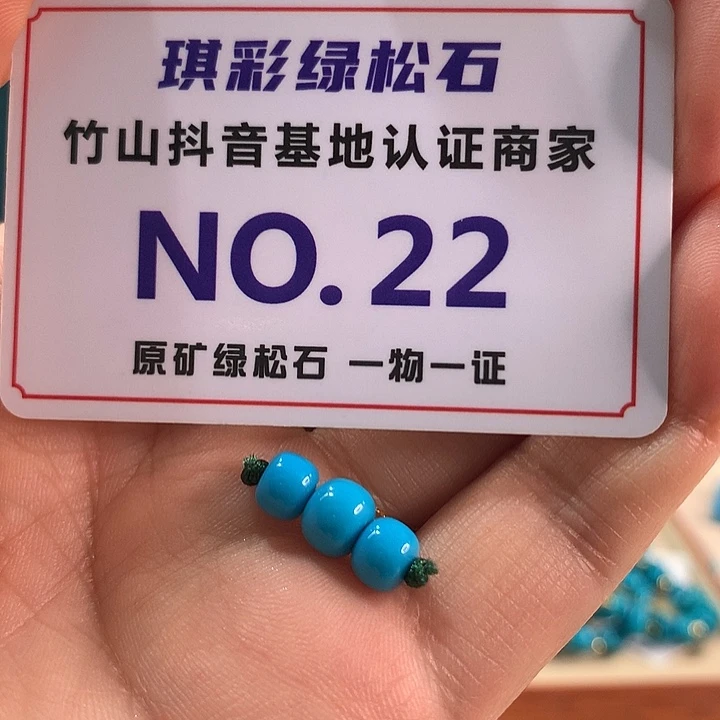 琪彩绿松石
竹山抖音基地认证商家
NO.22
原矿绿松石 一物一证